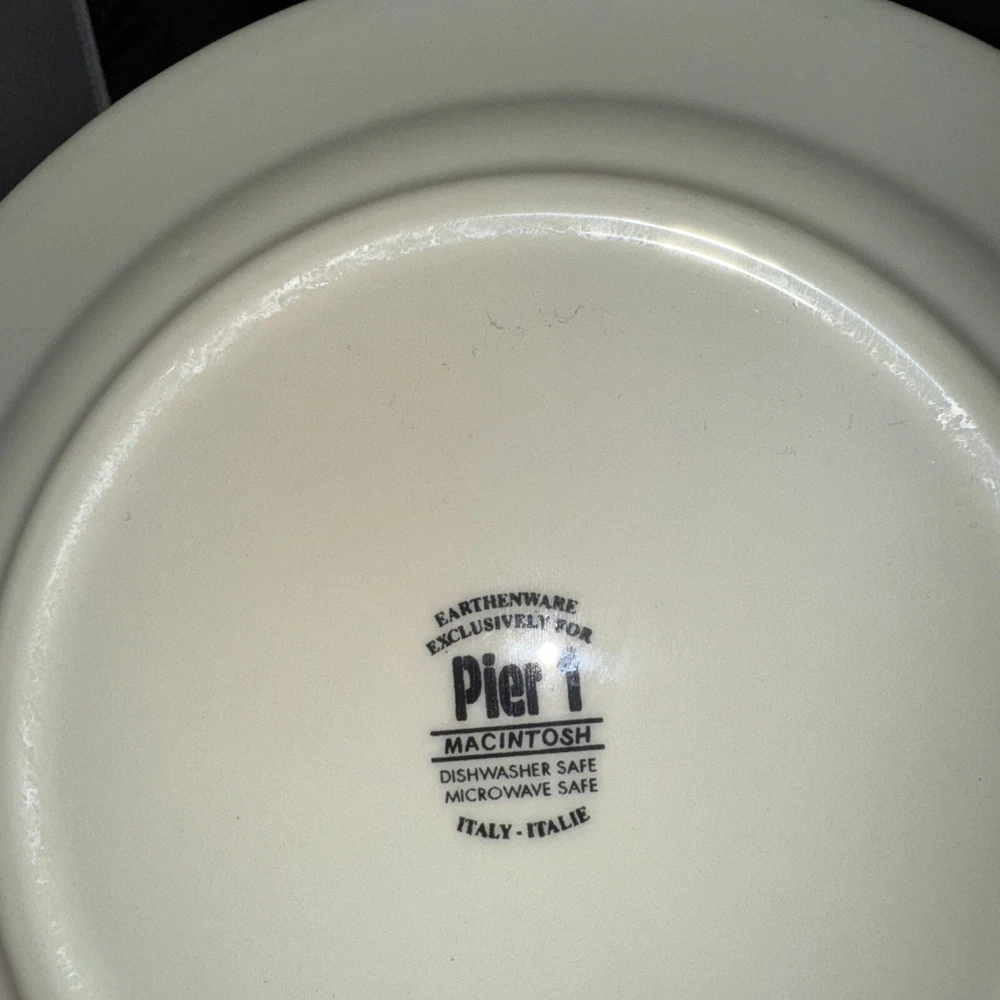 EARTHENWARE
EXCLUSIVELY FOR
Pier 1
MACINTOSH
DISHWASHER SAFE
MICROWAVE SAFE
ITALY - ITALIE